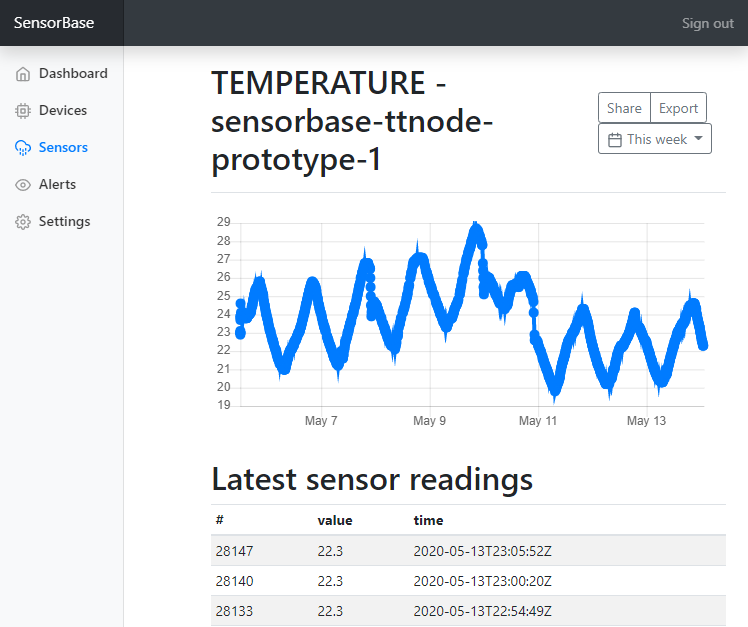 SensorBase
Sign out
Dashboard
Devices
Sensors
Alerts
Settings
TEMPERATURE -
sensorbase-ttnode-
prototype-1
Share Export
This week
29
28
27
26
25
24
23
22
21
20
19
May 7 May 9 May 11 May 13
Latest sensor readings
# value time
28147 22.3 2020-05-13T23:05:52Z
28140 22.3 2020-05-13T23:00:20Z
28133 22.3 2020-05-13T22:54:49Z